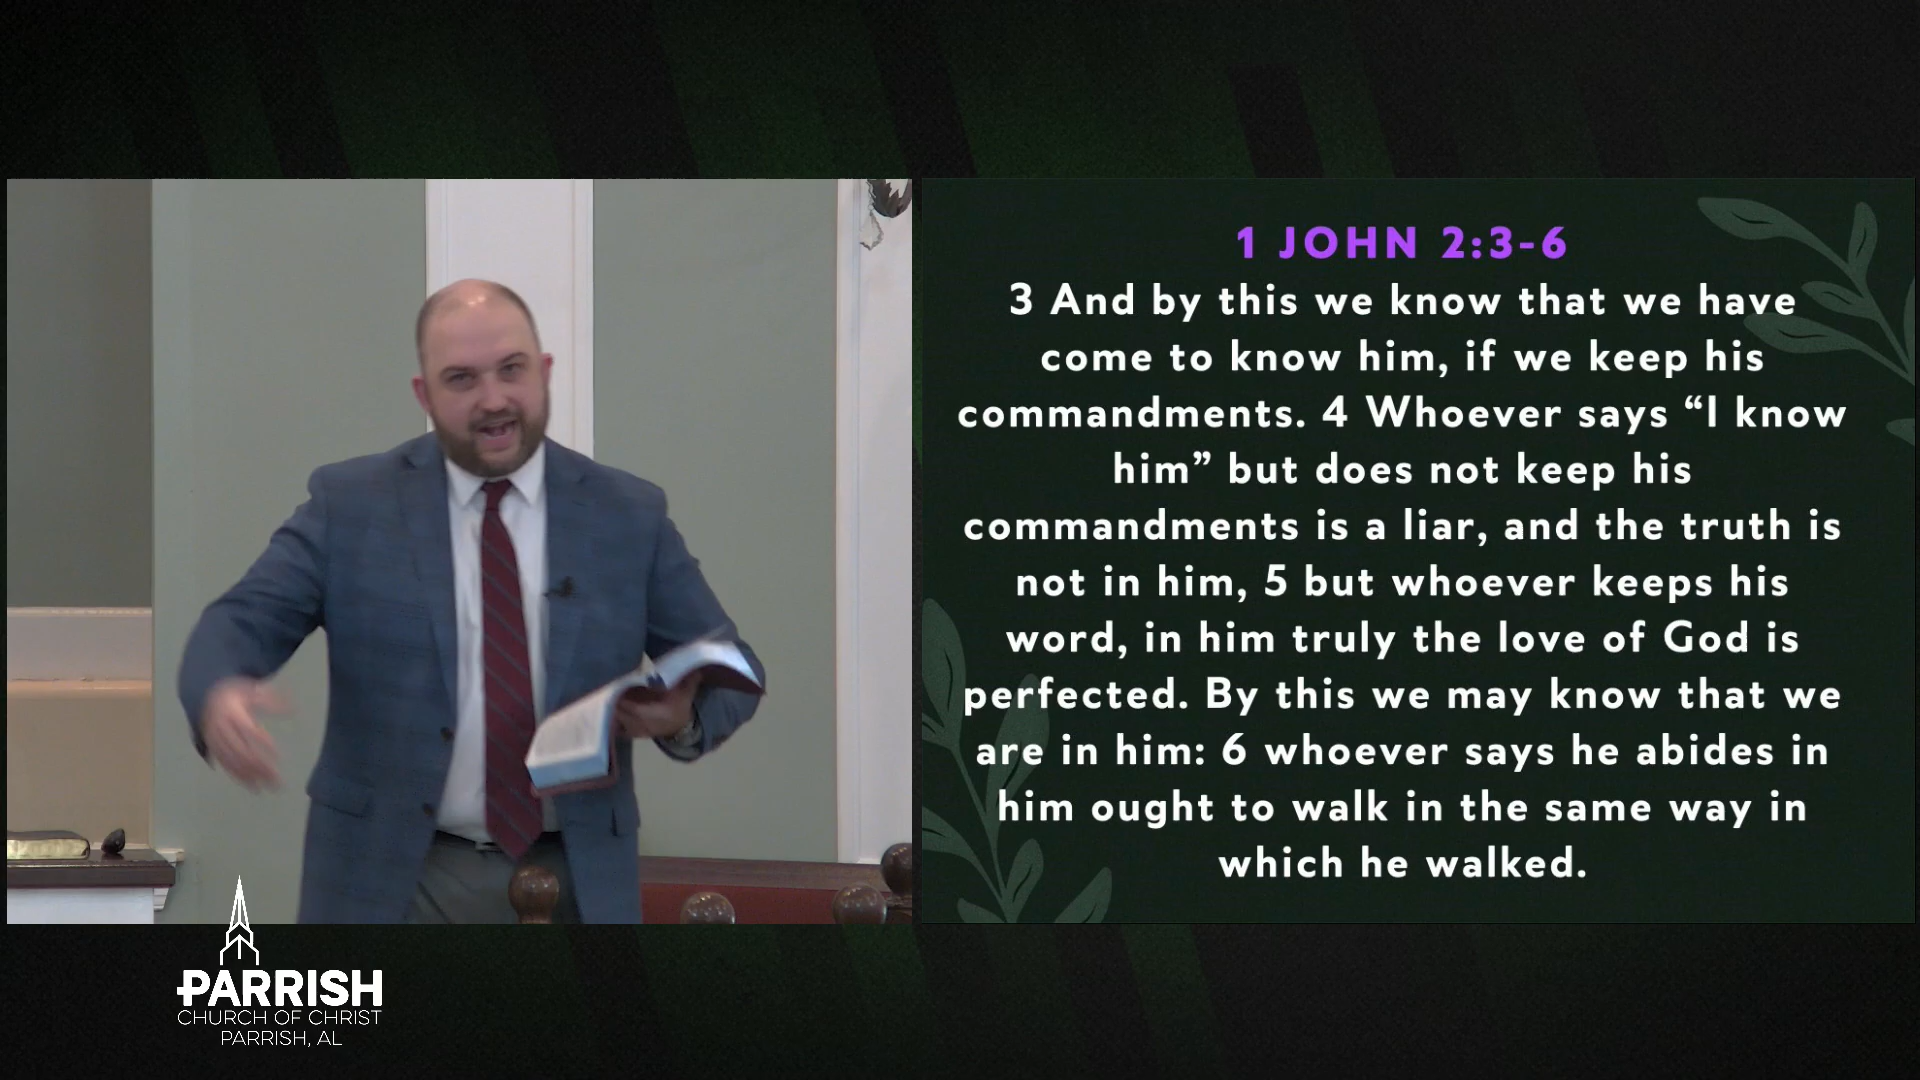 1 JOHN 2:3-6
3 And by this we know that we have
come to know him, if we keep his
commandments. 4 Whoever says “I know
him” but does not keep his
commandments is a liar, and the truth is
not in him, 5 but whoever keeps his
word, in him truly the love of God is
perfected. By this we may know that we
are in him: 6 whoever says he abides in
him ought to walk in the same way in
which he walked.
PARRISH
CHURCH OF CHRIST
PARRISH, AL